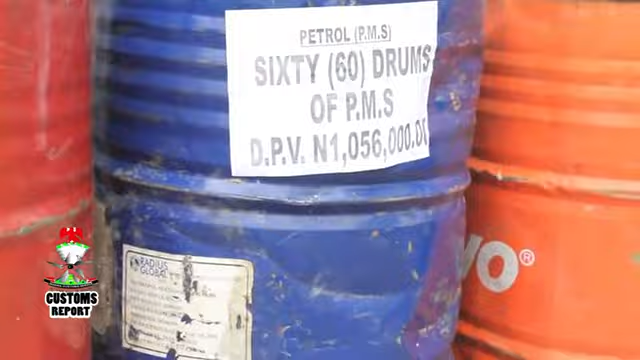 PETROL (P.M.S)
SIXTY (60) DRUMS
OF P.M.S
D.P.V. N1,056,000.00
RADIUS
GLOBAL
VO®
CUSTOMS
REPORT